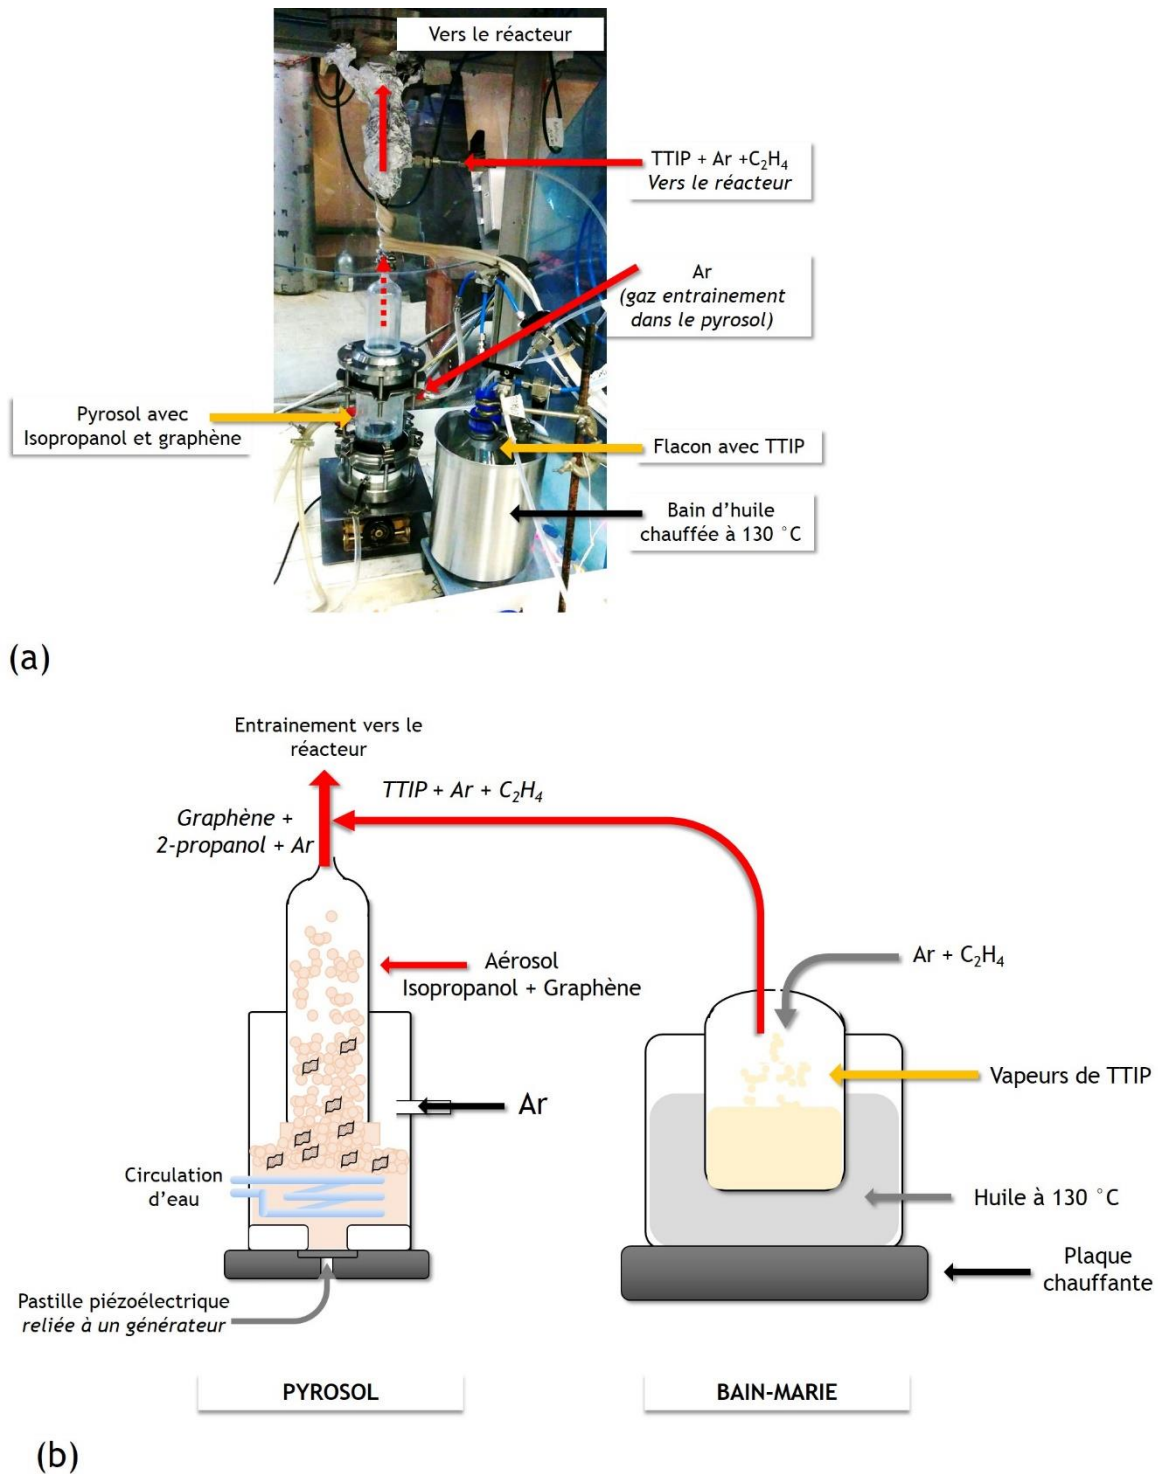 Vers le réacteur
TTIP + Ar +C₂H₄
Vers le réacteur
Ar
(gaz entrainement
dans le pyrosol)
Pyrosol avec
Isopropanol et graphène
Flacon avec TTIP
Bain d’huile
chauffée à 130 °C
(a)
Entrainement vers le
réacteur
TTIP + Ar + C₂H₄
Graphène +
2-propanol + Ar
Ar + C₂H₄
Aérosol
Isopropanol + Graphène
Vapeurs de TTIP
Ar
Circulation
d’eau
Huile à 130 °C
Plaque
chauffante
Pastille piézoélectrique
reliée à un générateur
PYROSOL
BAIN-MARIE
(b)